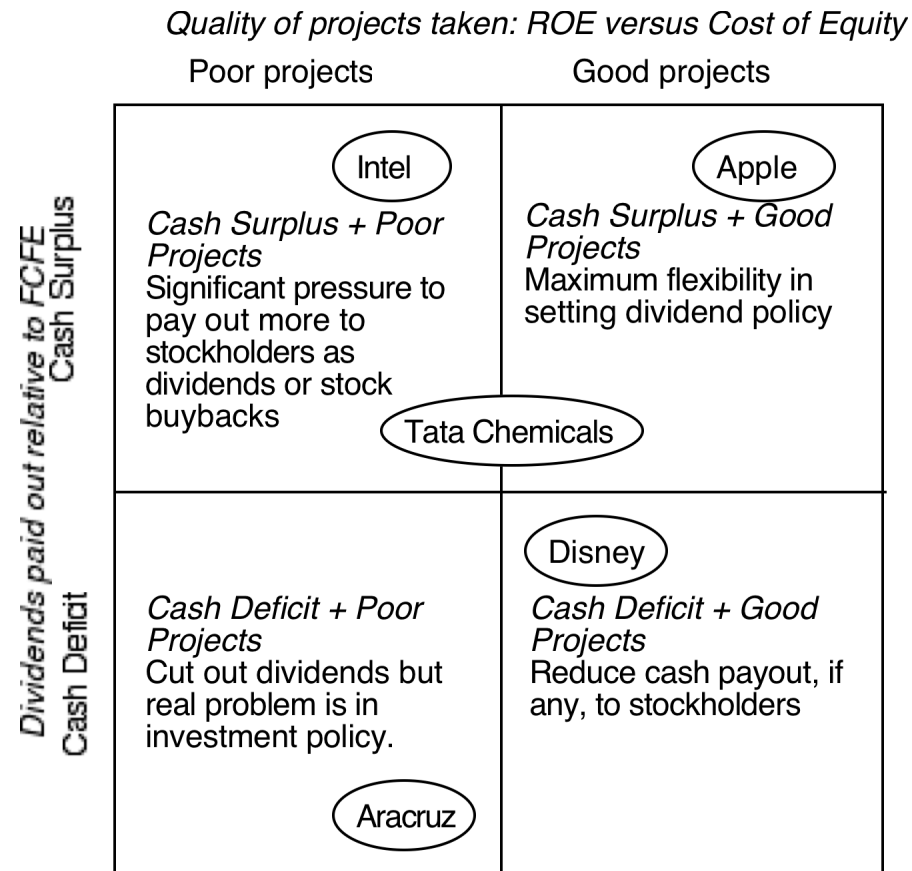 Quality of projects taken: ROE versus Cost of Equity
Poor projects
Good projects
Dividends paid out relative to FCFE
Cash Surplus
Cash Deficit
Intel
Cash Surplus + Poor
Projects
Significant pressure to
pay out more to
stockholders as
dividends or stock
buybacks
Apple
Cash Surplus + Good
Projects
Maximum flexibility in
setting dividend policy
Tata Chemicals
Cash Deficit + Poor
Projects
Cut out dividends but
real problem is in
investment policy.
Aracruz
Disney
Cash Deficit + Good
Projects
Reduce cash payout, if
any, to stockholders